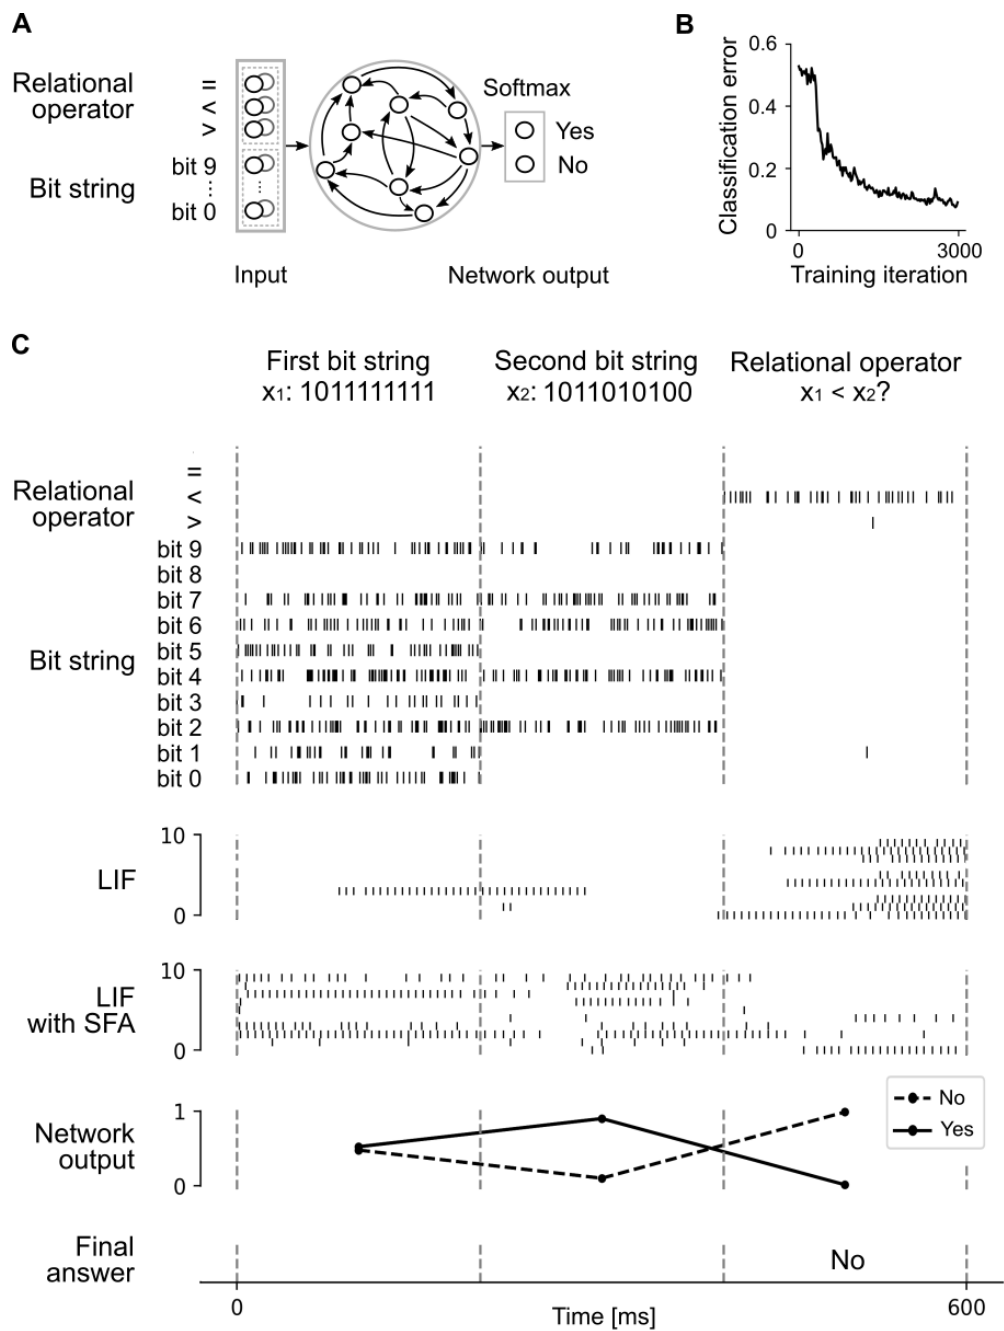 A
Relational
operator
=
<
>
Bit string
bit 9
⋮
bit 0
Input
Softmax
Yes
No
Network output
B
Classification error
0.6
0.4
0.2
0
0
3000
Training iteration
C
First bit string
x1: 1011111111
Second bit string
x2: 1011010100
Relational operator
x1 < x2?
Relational
operator
=
<
>
Bit string
bit 9
bit 8
bit 7
bit 6
bit 5
bit 4
bit 3
bit 2
bit 1
bit 0
LIF
10
0
LIF
with SFA
10
0
Network
output
1
0
No
Yes
Final
answer
No
0
Time [ms]
600